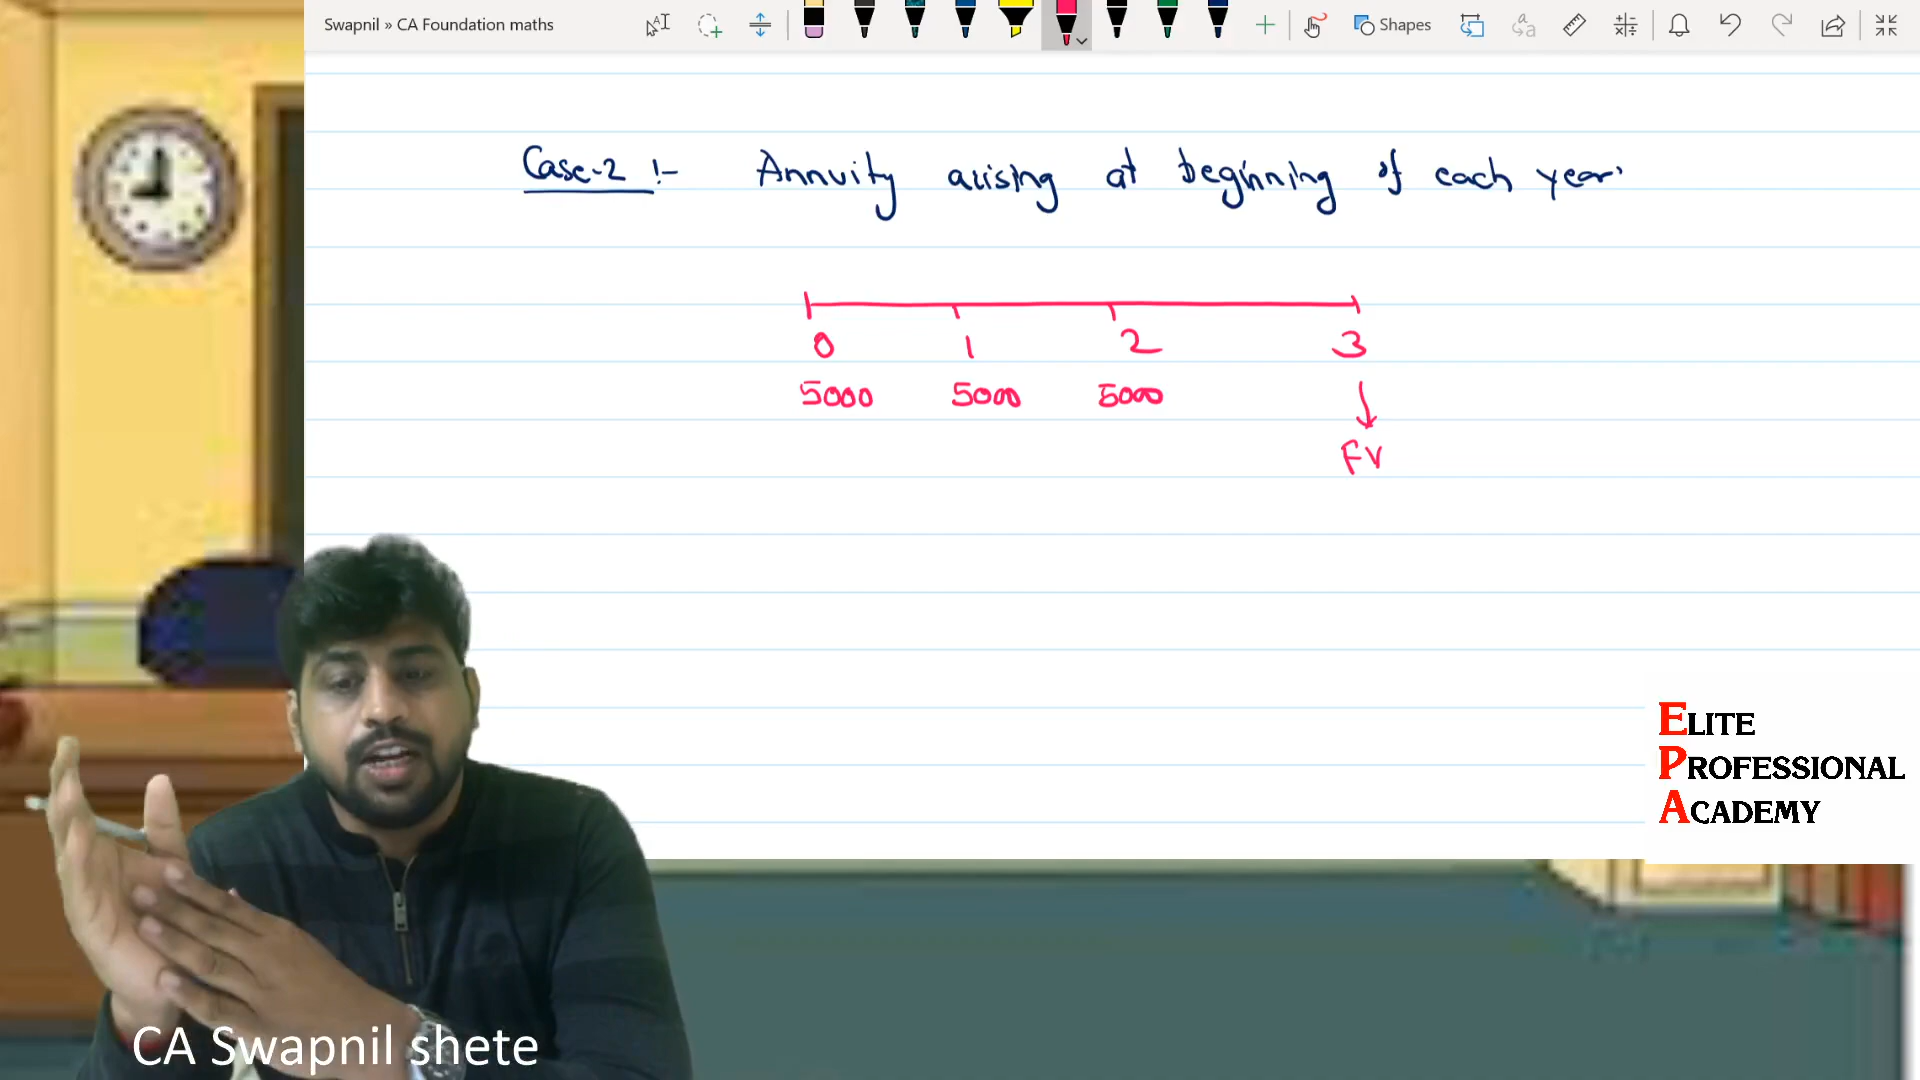 Swapnil » CA Foundation maths
Shapes
Case-2 :- Annuity arising at beginning of each year.
0 1 2 3
5000 5000 5000
FV
ELITE
PROFESSIONAL
ACADEMY
CA Swapnil shete